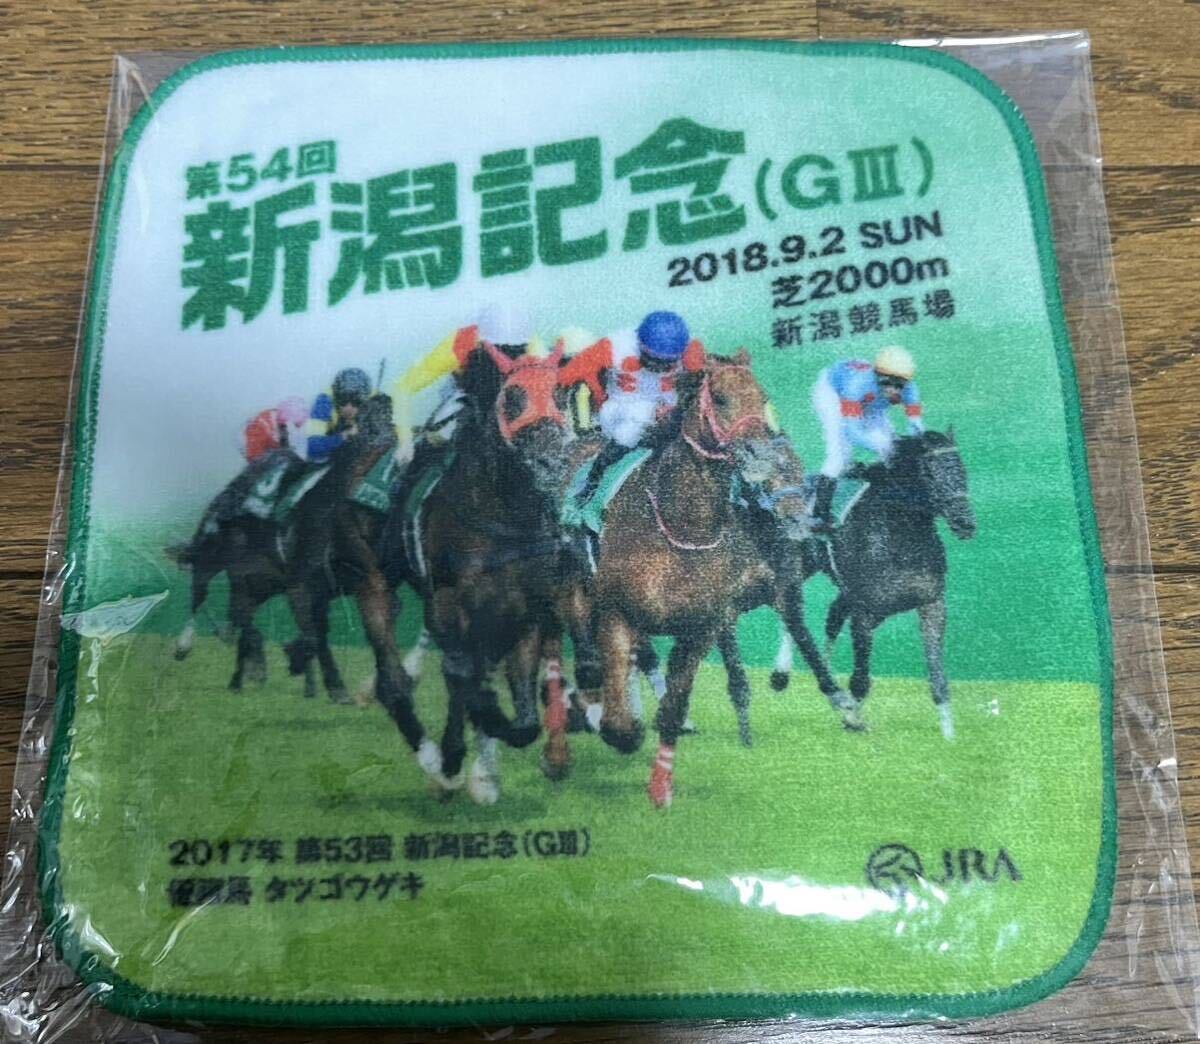 第54回
新潟記念(GⅢ)
2018.9.2 SUN
芝2000m
新潟競馬場
2017年 第53回 新潟記念(GⅢ)
優勝馬 タツゴウゲキ
JRA